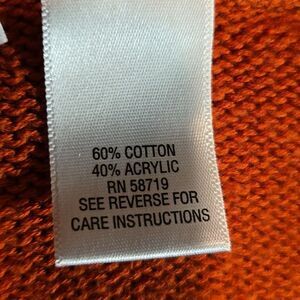 60% COTTON
40% ACRYLIC
RN 58719
SEE REVERSE FOR
CARE INSTRUCTIONS